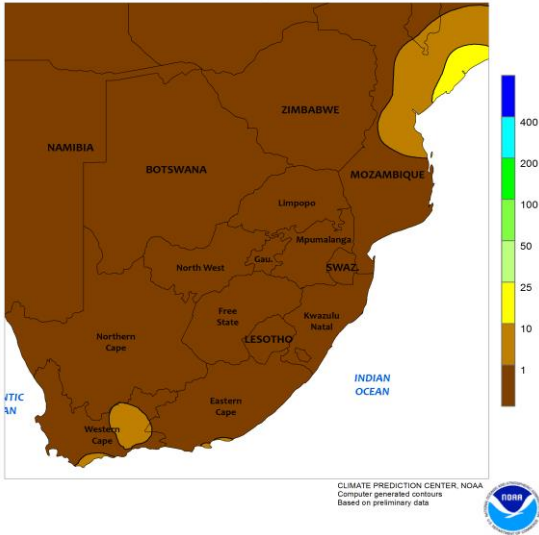 ZIMBABWE
NAMIBIA
BOTSWANA
MOZAMBIQUE
Limpopo
Mpumalanga
Gau.
North West
SWAZ.
Free
State
Kwazulu
Natal
LESOTHO
Northern
Cape
Eastern
Cape
Western
Cape
NTIC
AN
INDIAN
OCEAN
400
200
100
50
25
10
1
CLIMATE PREDICTION CENTER, NOAA
Computer generated contours
Based on preliminary data
NOAA